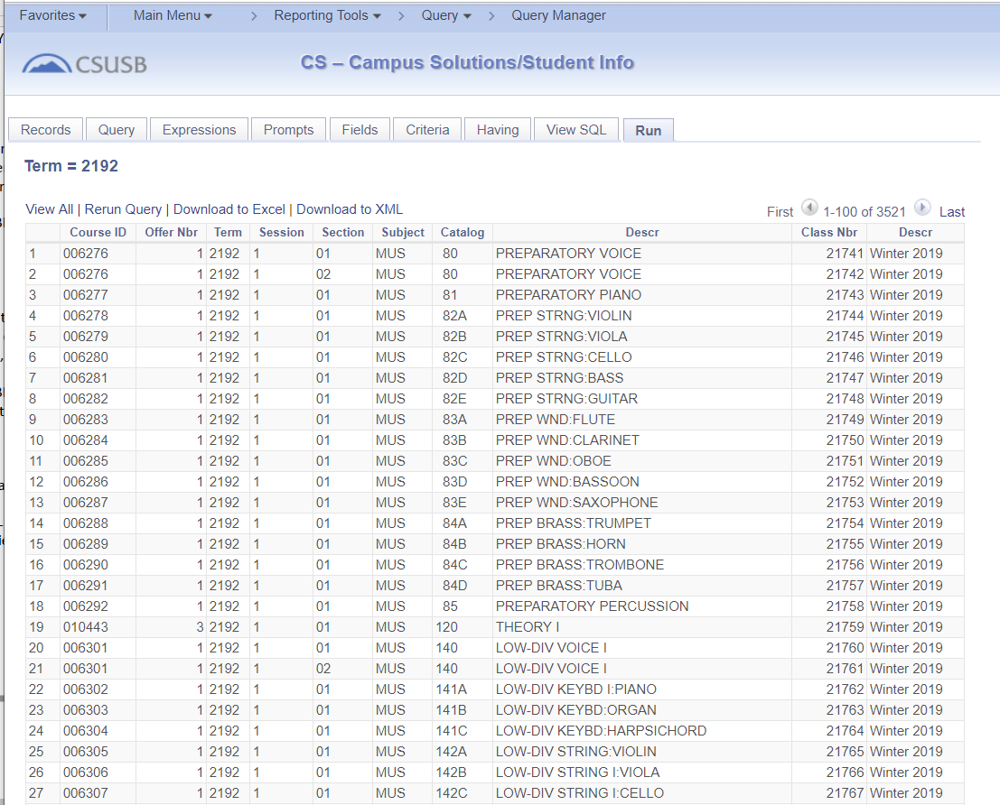 Favorites Main Menu > Reporting Tools > Query > Query Manager
CSUSB
CS – Campus Solutions/Student Info
Records Query Expressions Prompts Fields Criteria Having View SQL Run
Term = 2192
View All | Rerun Query | Download to Excel | Download to XML First 1-100 of 3521 Last
Course ID Offer Nbr Term Session Section Subject Catalog Descr Class Nbr Descr
1 006276 1 2192 1 01 MUS 80 PREPARATORY VOICE 21741 Winter 2019
2 006276 1 2192 1 02 MUS 80 PREPARATORY VOICE 21742 Winter 2019
3 006277 1 2192 1 01 MUS 81 PREPARATORY PIANO 21743 Winter 2019
4 006278 1 2192 1 01 MUS 82A PREP STRNG:VIOLIN 21744 Winter 2019
5 006279 1 2192 1 01 MUS 82B PREP STRNG:VIOLA 21745 Winter 2019
6 006280 1 2192 1 01 MUS 82C PREP STRNG:CELLO 21746 Winter 2019
7 006281 1 2192 1 01 MUS 82D PREP STRNG:BASS 21747 Winter 2019
8 006282 1 2192 1 01 MUS 82E PREP STRNG:GUITAR 21748 Winter 2019
9 006283 1 2192 1 01 MUS 83A PREP WND:FLUTE 21749 Winter 2019
10 006284 1 2192 1 01 MUS 83B PREP WND:CLARINET 21750 Winter 2019
11 006285 1 2192 1 01 MUS 83C PREP WND:OBOE 21751 Winter 2019
12 006286 1 2192 1 01 MUS 83D PREP WND:BASSOON 21752 Winter 2019
13 006287 1 2192 1 01 MUS 83E PREP WND:SAXOPHONE 21753 Winter 2019
14 006288 1 2192 1 01 MUS 84A PREP BRASS:TRUMPET 21754 Winter 2019
15 006289 1 2192 1 01 MUS 84B PREP BRASS:HORN 21755 Winter 2019
16 006290 1 2192 1 01 MUS 84C PREP BRASS:TROMBONE 21756 Winter 2019
17 006291 1 2192 1 01 MUS 84D PREP BRASS:TUBA 21757 Winter 2019
18 006292 1 2192 1 01 MUS 85 PREPARATORY PERCUSSION 21758 Winter 2019
19 010443 3 2192 1 01 MUS 120 THEORY I 21759 Winter 2019
20 006301 1 2192 1 01 MUS 140 LOW-DIV VOICE I 21760 Winter 2019
21 006301 1 2192 1 02 MUS 140 LOW-DIV VOICE I 21761 Winter 2019
22 006302 1 2192 1 01 MUS 141A LOW-DIV KEYBD I:PIANO 21762 Winter 2019
23 006303 1 2192 1 01 MUS 141B LOW-DIV KEYBD:ORGAN 21763 Winter 2019
24 006304 1 2192 1 01 MUS 141C LOW-DIV KEYBD:HARPSICHORD 21764 Winter 2019
25 006305 1 2192 1 01 MUS 142A LOW-DIV STRING:VIOLIN 21765 Winter 2019
26 006306 1 2192 1 01 MUS 142B LOW-DIV STRING I:VIOLA 21766 Winter 2019
27 006307 1 2192 1 01 MUS 142C LOW-DIV STRING I:CELLO 21767 Winter 2019